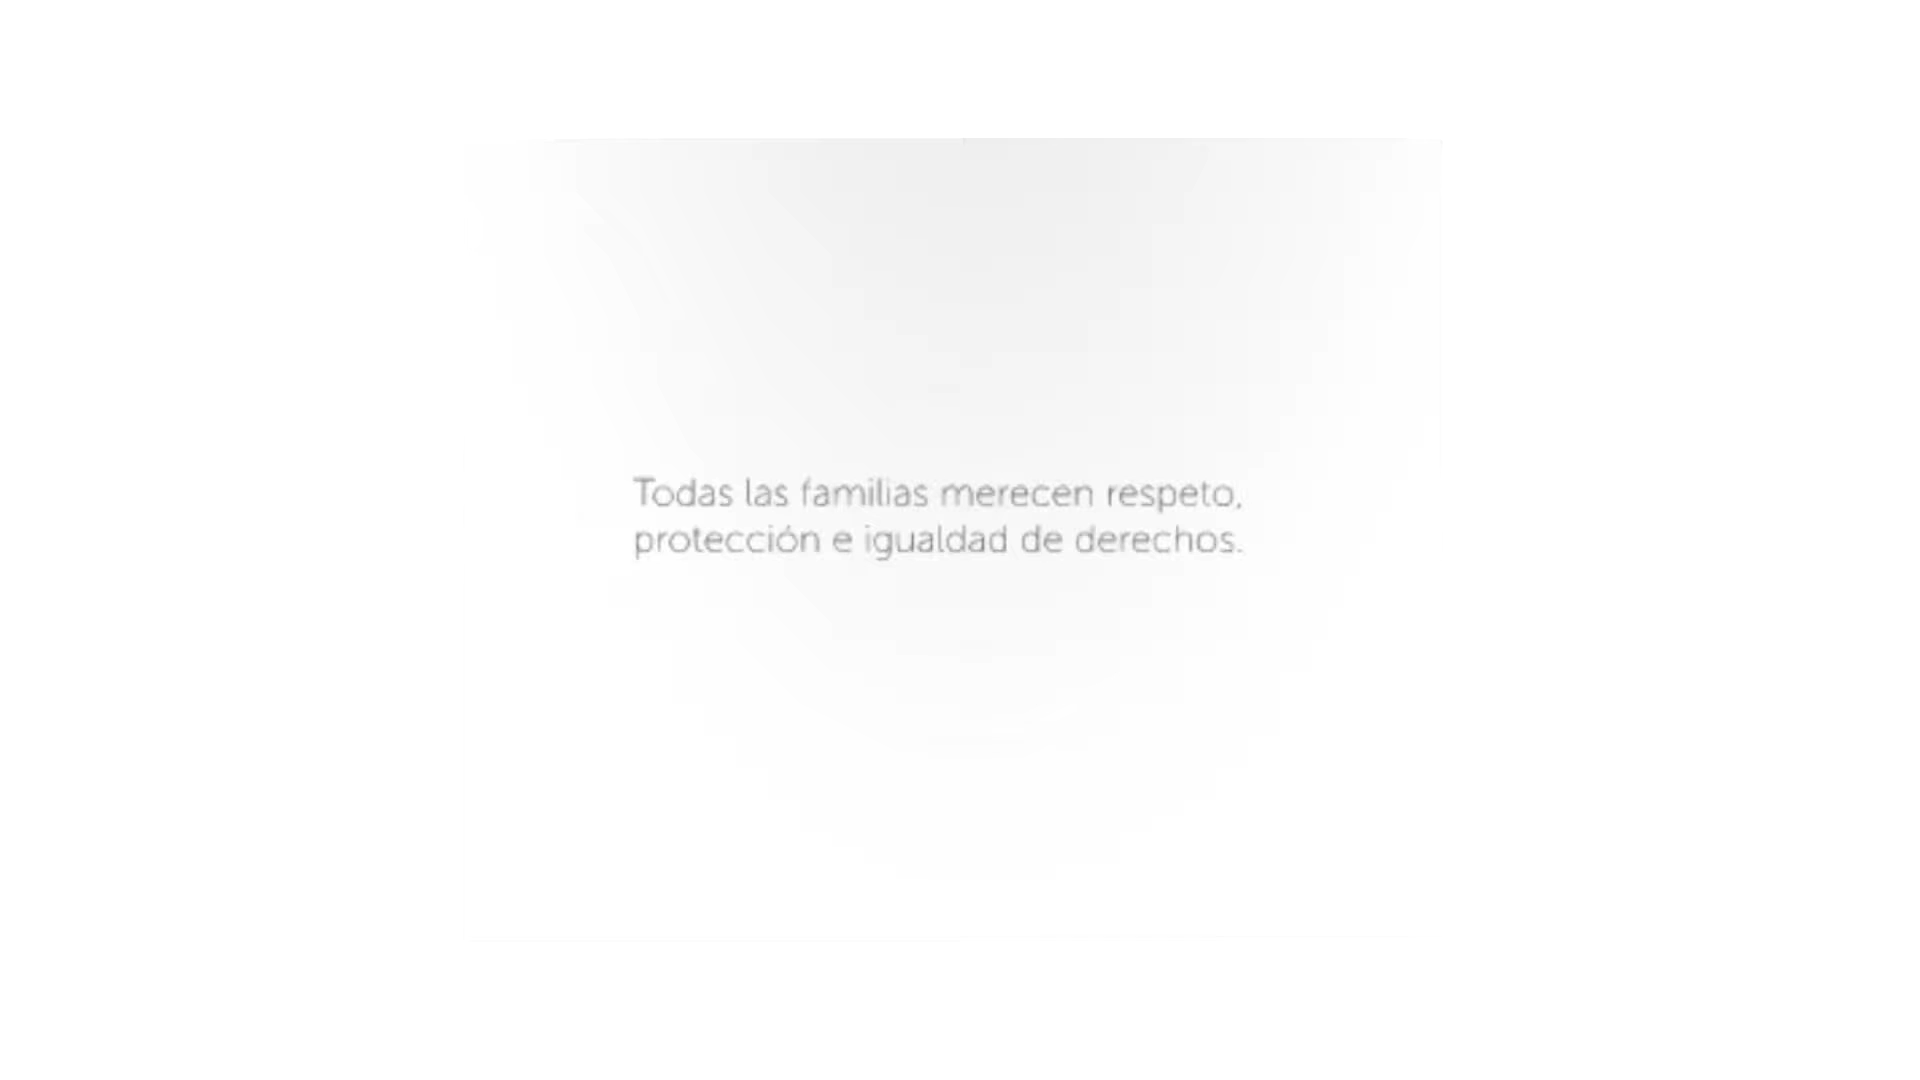 Todas las familias merecen respeto,
protección e igualdad de derechos.